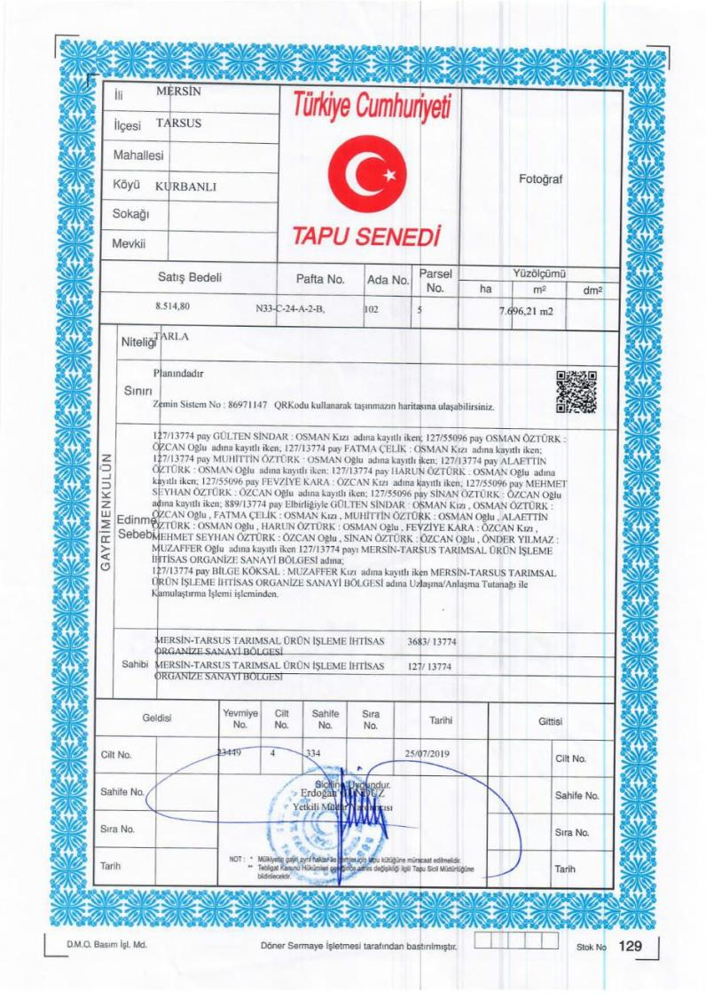 İli MERSİN
İlçesi TARSUS
Mahallesi
Köyü KURBANLI
Sokağı
Mevkii
Türkiye Cumhuriyeti
TAPU SENEDİ
Fotoğraf
Satış Bedeli Pafta No. Ada No. Parsel No. Yüzölçümü
ha m² dm²
8.514,80 N33-C-24-A-2-B, 102 5 7.696,21 m2
GAYRİMENKULÜN
Niteliği TARLA
Sınırı Planındadır
Zemin Sistem No : 86971147 QRKodu kullanarak taşınmazın haritasına ulaşabilirsiniz.
Edinme Sebebi
127/13774 pay GÜLTEN SİNDAR : OSMAN Kızı adına kayıtlı iken; 127/55096 pay OSMAN ÖZTÜRK :
ÖZCAN Oğlu adına kayıtlı iken; 127/13774 pay FATMA ÇELİK : OSMAN Kızı adına kayıtlı iken;
127/13774 pay MUHİTTİN ÖZTÜRK : OSMAN Oğlu adına kayıtlı iken; 127/13774 pay ALAETTİN
ÖZTÜRK : OSMAN Oğlu adına kayıtlı iken; 127/13774 pay HARUN ÖZTÜRK : OSMAN Oğlu adına
kayıtlı iken; 127/55096 pay FEVZİYE KARA : ÖZCAN Kızı adına kayıtlı iken; 127/55096 pay MEHMET
SEYHAN ÖZTÜRK : ÖZCAN Oğlu adına kayıtlı iken; 127/55096 pay SİNAN ÖZTÜRK : ÖZCAN Oğlu
adına kayıtlı iken; 889/13774 pay Elbirliğiyle GÜLTEN SİNDAR : OSMAN Kızı , OSMAN ÖZTÜRK :
ÖZCAN Oğlu , FATMA ÇELİK : OSMAN Kızı , MUHİTTİN ÖZTÜRK : OSMAN Oğlu , ALAETTİN
ÖZTÜRK : OSMAN Oğlu , HARUN ÖZTÜRK : OSMAN Oğlu , FEVZİYE KARA : ÖZCAN Kızı ,
MEHMET SEYHAN ÖZTÜRK : ÖZCAN Oğlu , SİNAN ÖZTÜRK : ÖZCAN Oğlu , ÖNDER YILMAZ :
MUZAFFER Oğlu adına kayıtlı iken 127/13774 payı MERSİN-TARSUS TARIMSAL ÜRÜN İŞLEME
İHTİSAS ORGANİZE SANAYİ BÖLGESİ adına;
127/13774 pay BİLGE KÖKSAL : MUZAFFER Kızı adına kayıtlı iken MERSİN-TARSUS TARIMSAL
ÜRÜN İŞLEME İHTİSAS ORGANİZE SANAYİ BÖLGESİ adına Uzlaşma/Anlaşma Tutanağı ile
Kamulaştırma İşlemi işleminden.
Sahibi
MERSİN-TARSUS TARIMSAL ÜRÜN İŞLEME İHTİSAS 3683/ 13774
ORGANİZE SANAYİ BÖLGESİ
MERSİN-TARSUS TARIMSAL ÜRÜN İŞLEME İHTİSAS 127/ 13774
ORGANİZE SANAYİ BÖLGESİ
Geldisi Yevmiye No. Cilt No. Sahife No. Sıra No. Tarihi Gittisi
Cilt No. 23449 4 334 25/07/2019 Cilt No.
Sahife No. Sahife No.
Sıra No. Sıra No.
Tarih Tarih
Siciline Uygundur.
Erdoğan
Yetkili Müdür Yardımcısı
NOT : * Mülkiyetin gayri ayni haklar ile şerhler için tapu kütüğüne müracaat edilmelidir.
** Tebligat Kanunu Hükümleri gereğince adres değişikliği ilgili Tapu Sicil Müdürlüğüne
bildirilecektir.
D.M.O. Basım İşl. Md. Döner Sermaye İşletmesi tarafından bastırılmıştır. Stok No 129